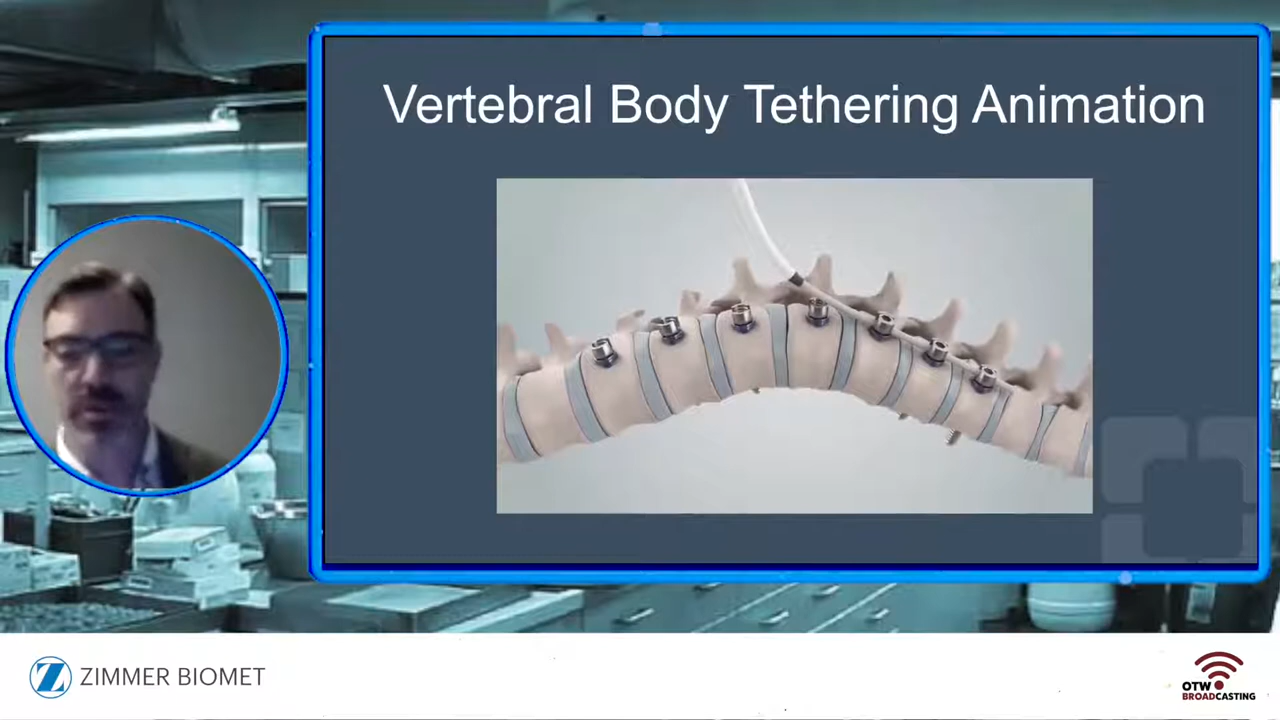 Vertebral Body Tethering Animation
Z ZIMMER BIOMET
OTW
BROADCASTING